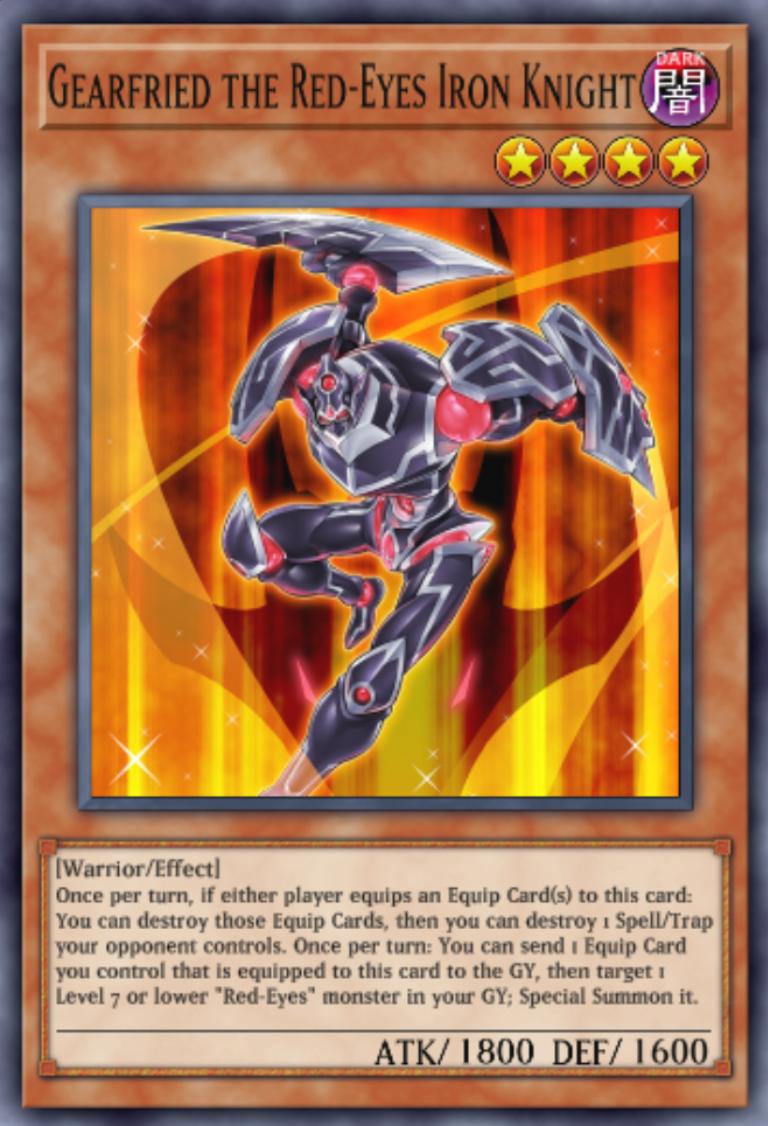 Gearfried the Red-Eyes Iron Knight
DARK
闇
[Warrior/Effect]
Once per turn, if either player equips an Equip Card(s) to this card:
You can destroy those Equip Cards, then you can destroy 1 Spell/Trap
your opponent controls. Once per turn: You can send 1 Equip Card
you control that is equipped to this card to the GY, then target 1
Level 7 or lower "Red-Eyes" monster in your GY; Special Summon it.
ATK/ 1800 DEF/ 1600